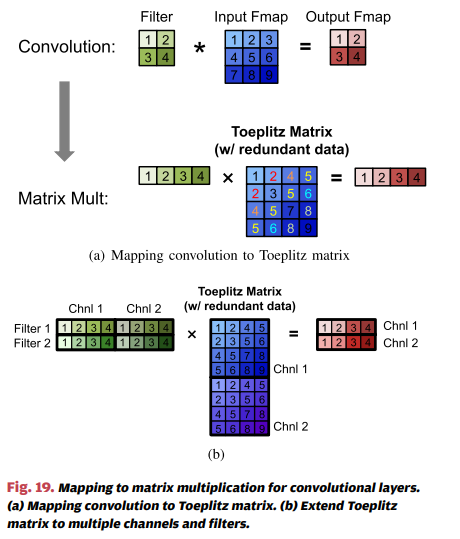 Filter Input Fmap Output Fmap
Convolution: 1 2 * 1 2 3 = 1 2
3 4 4 5 6 3 4
7 8 9
Toeplitz Matrix
(w/ redundant data)
Matrix Mult: 1 2 3 4 × 1 2 4 5 = 1 2 3 4
2 3 5 6
4 5 7 8
5 6 8 9
(a) Mapping convolution to Toeplitz matrix
Toeplitz Matrix
(w/ redundant data)
Chnl 1 Chnl 2
Filter 1 1 2 3 4 1 2 3 4 × 1 2 4 5 = 1 2 3 4 Chnl 1
Filter 2 1 2 3 4 1 2 3 4 2 3 5 6 1 2 3 4 Chnl 2
4 5 7 8
5 6 8 9 Chnl 1
1 2 4 5
2 3 5 6
4 5 7 8
5 6 8 9 Chnl 2
(b)
Fig. 19. Mapping to matrix multiplication for convolutional layers.
(a) Mapping convolution to Toeplitz matrix. (b) Extend Toeplitz
matrix to multiple channels and filters.